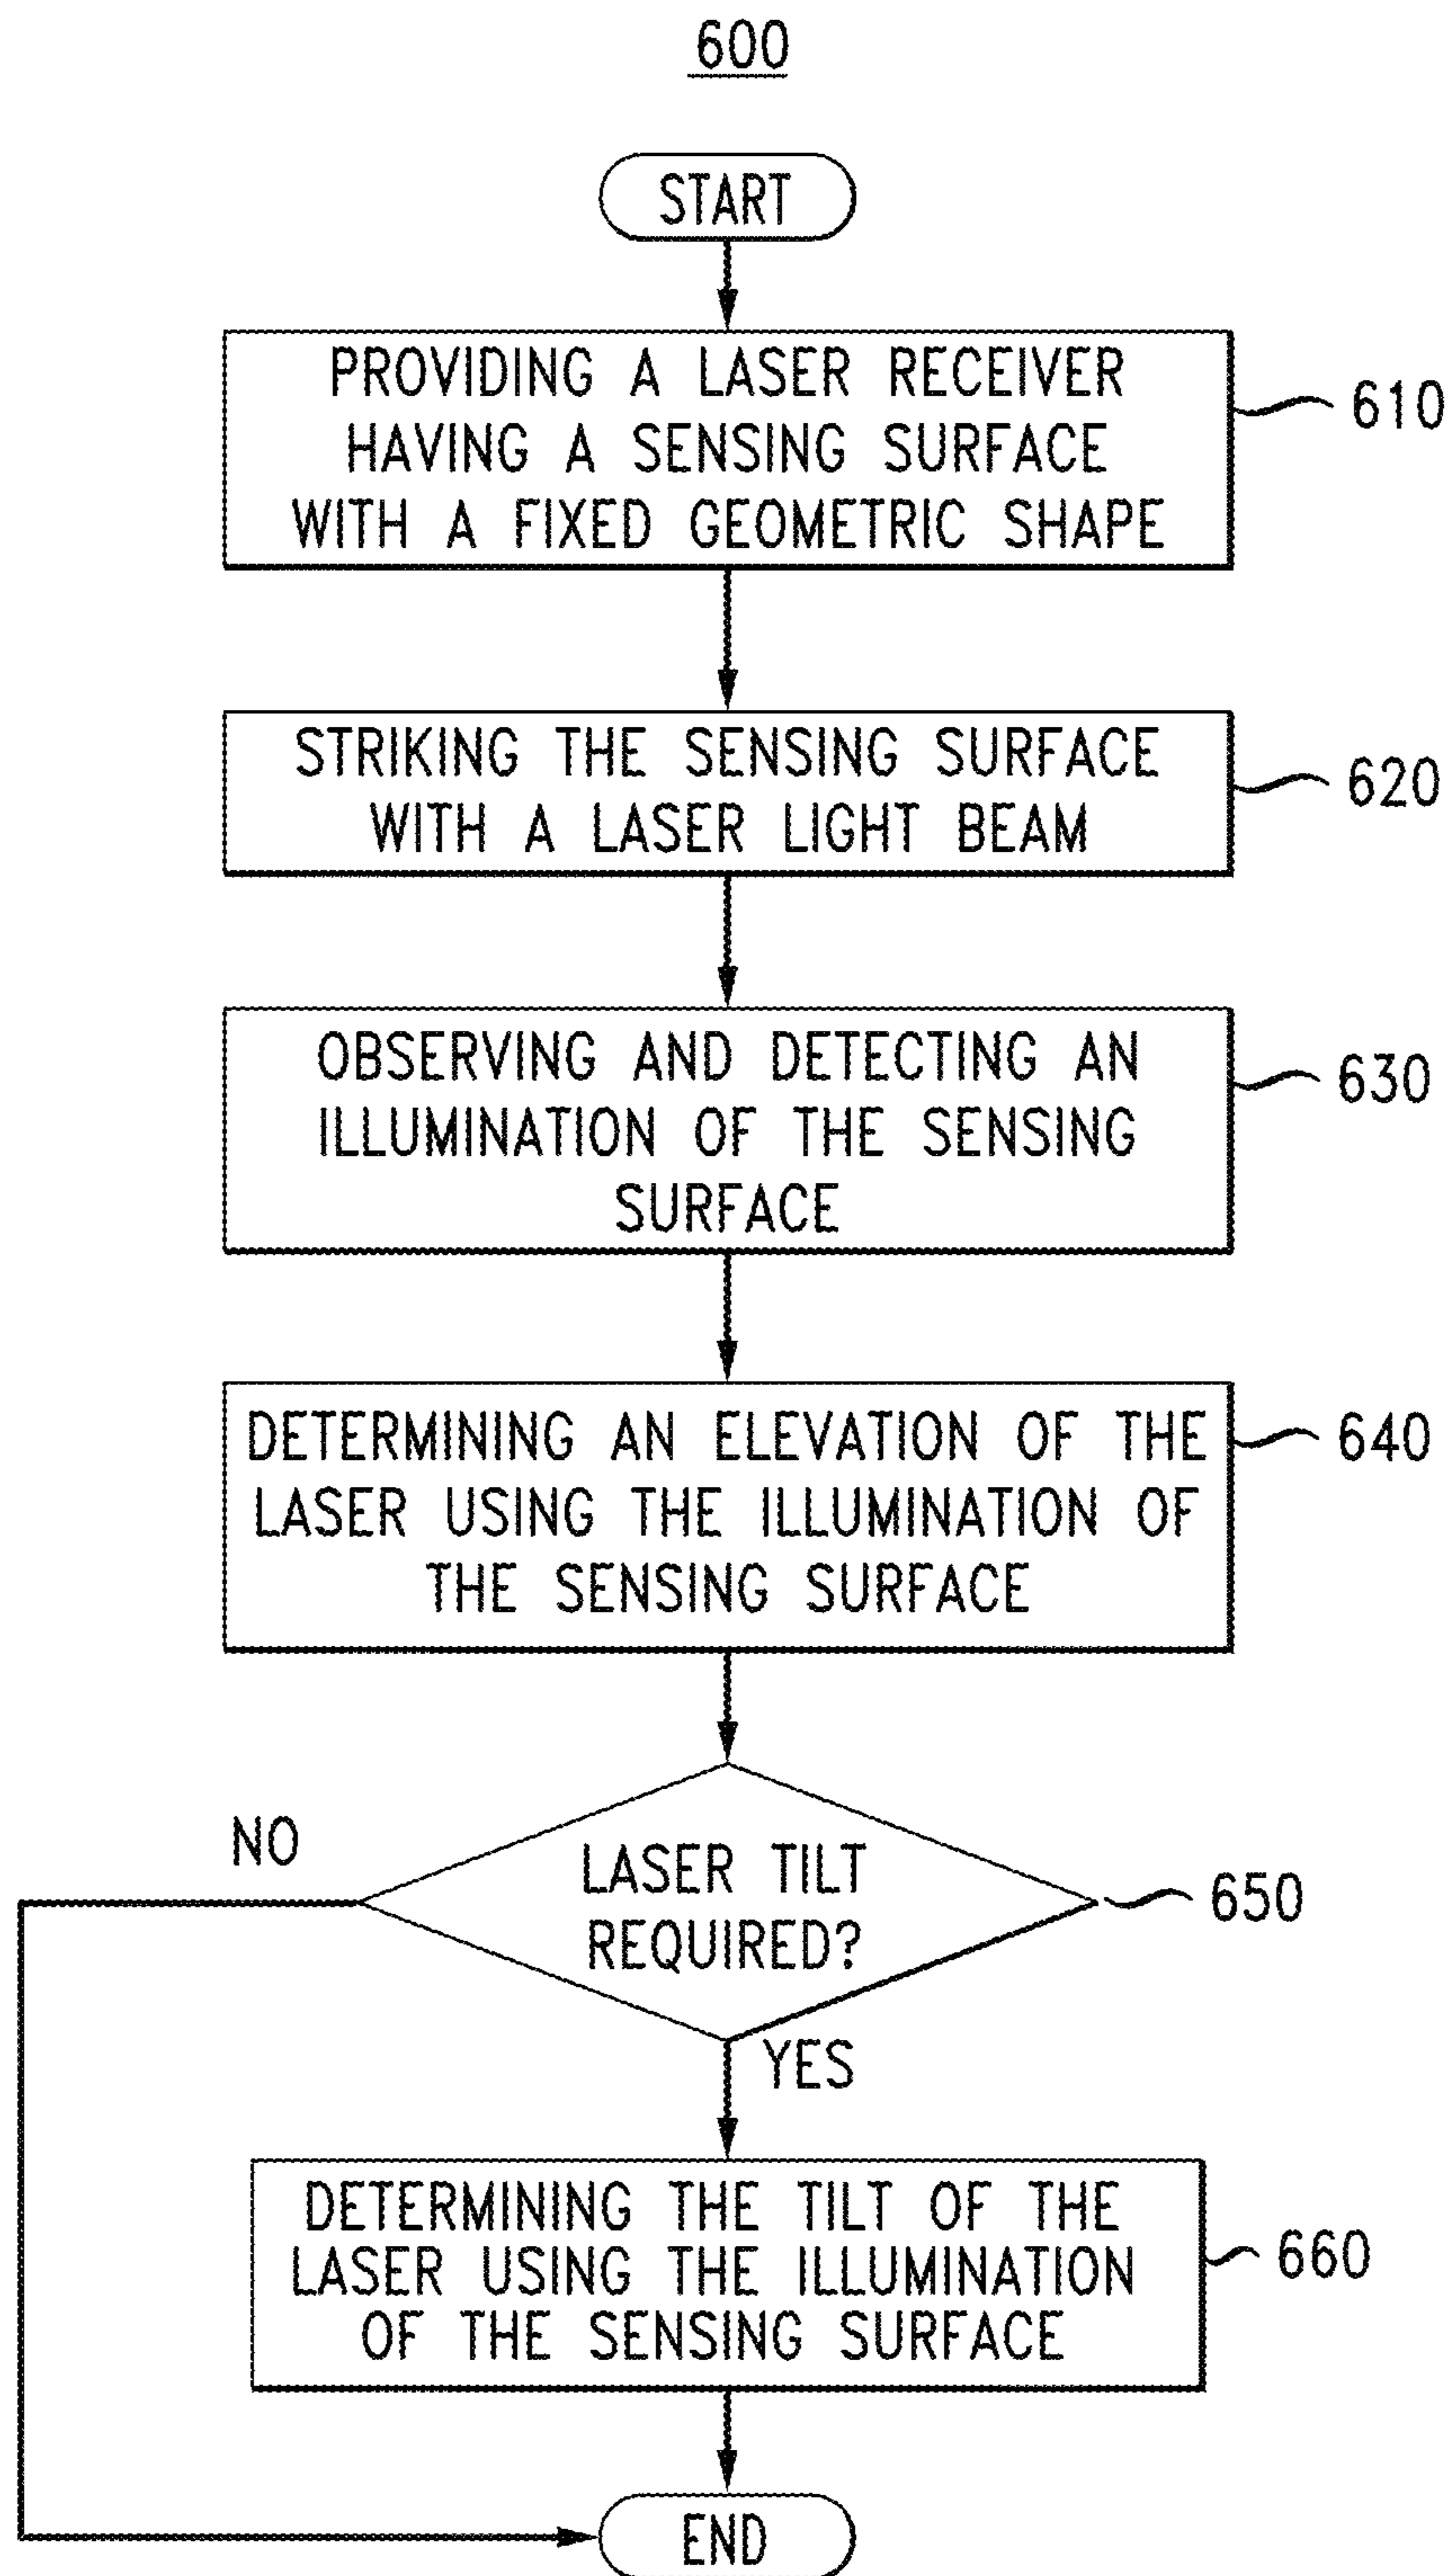 600
START
PROVIDING A LASER RECEIVER
HAVING A SENSING SURFACE
WITH A FIXED GEOMETRIC SHAPE
610
STRIKING THE SENSING SURFACE
WITH A LASER LIGHT BEAM
620
OBSERVING AND DETECTING AN
ILLUMINATION OF THE SENSING
SURFACE
630
DETERMINING AN ELEVATION OF THE
LASER USING THE ILLUMINATION OF
THE SENSING SURFACE
640
NO
LASER TILT
REQUIRED?
650
YES
DETERMINING THE TILT OF THE
LASER USING THE ILLUMINATION
OF THE SENSING SURFACE
660
END